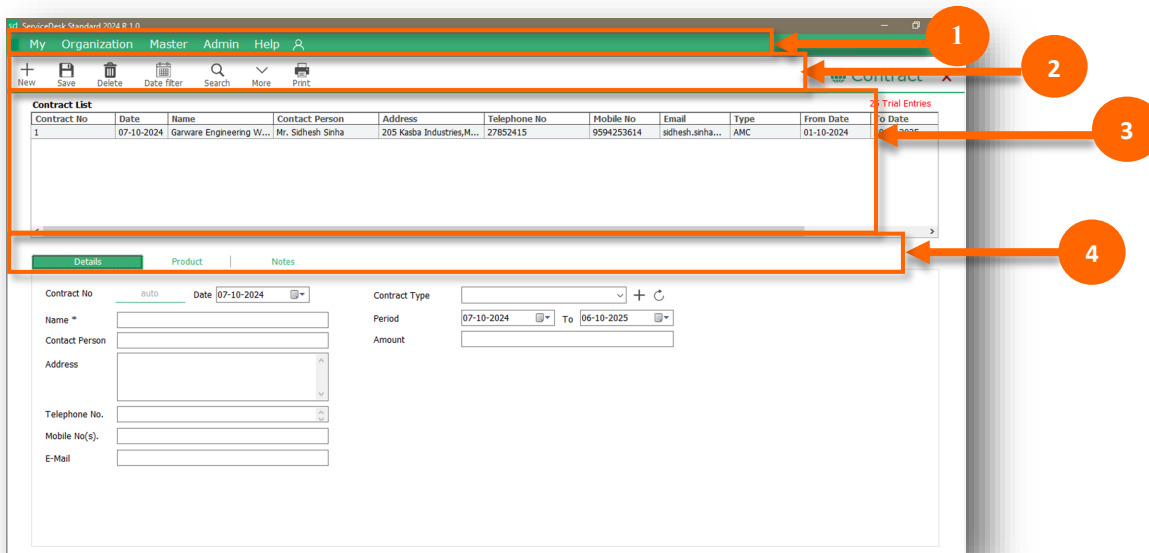 sd ServiceDesk Standard 2024 R 1.0
My Organization Master Admin Help
1
New Save Delete Date filter Search More Print
Contract
2
Contract List
Trial Entries
Contract No Date Name Contact Person Address Telephone No Mobile No Email Type From Date To Date
1 07-10-2024 Garware Engineering W... Mr. Sidhesh Sinha 205 Kasba Industries,M... 27852415 9594253614 sidhesh.sinha... AMC 01-10-2024
3
4
Details Product Notes
Contract No auto Date 07-10-2024 Contract Type
Name * Period 07-10-2024 To 06-10-2025
Contact Person Amount
Address
Telephone No.
Mobile No(s).
E-Mail